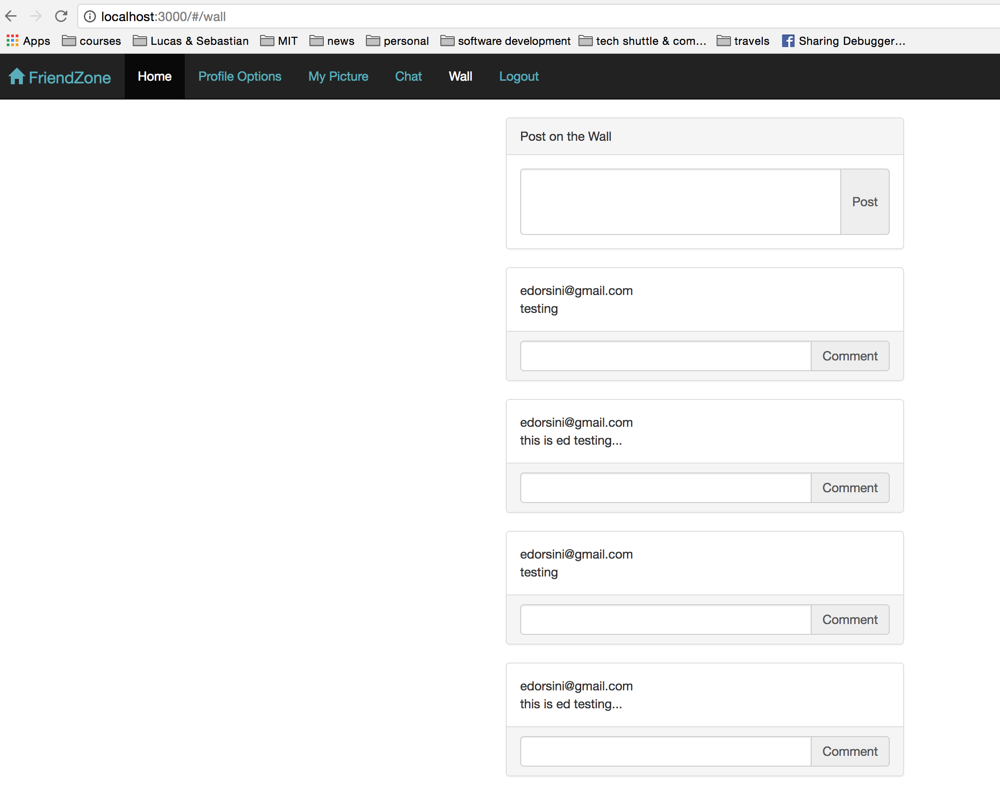 localhost:3000/#/wall
Apps courses Lucas & Sebastian MIT news personal software development tech shuttle & com... travels Sharing Debugger...
FriendZone Home Profile Options My Picture Chat Wall Logout
Post on the Wall
Post
edorsini@gmail.com
testing
Comment
edorsini@gmail.com
this is ed testing...
Comment
edorsini@gmail.com
testing
Comment
edorsini@gmail.com
this is ed testing...
Comment